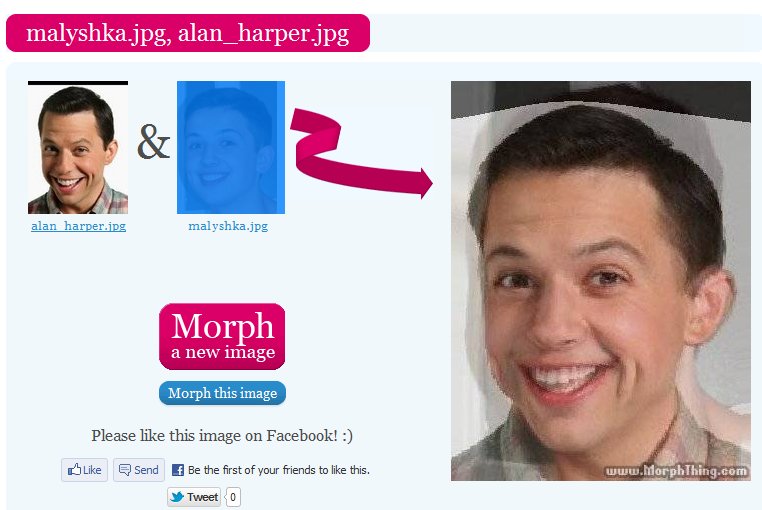 malyshka.jpg, alan_harper.jpg
&
alan_harper.jpg
malyshka.jpg
Morph
a new image
Morph this image
Please like this image on Facebook! :)
Like Send Be the first of your friends to like this.
Tweet 0
www.MorphThing.com